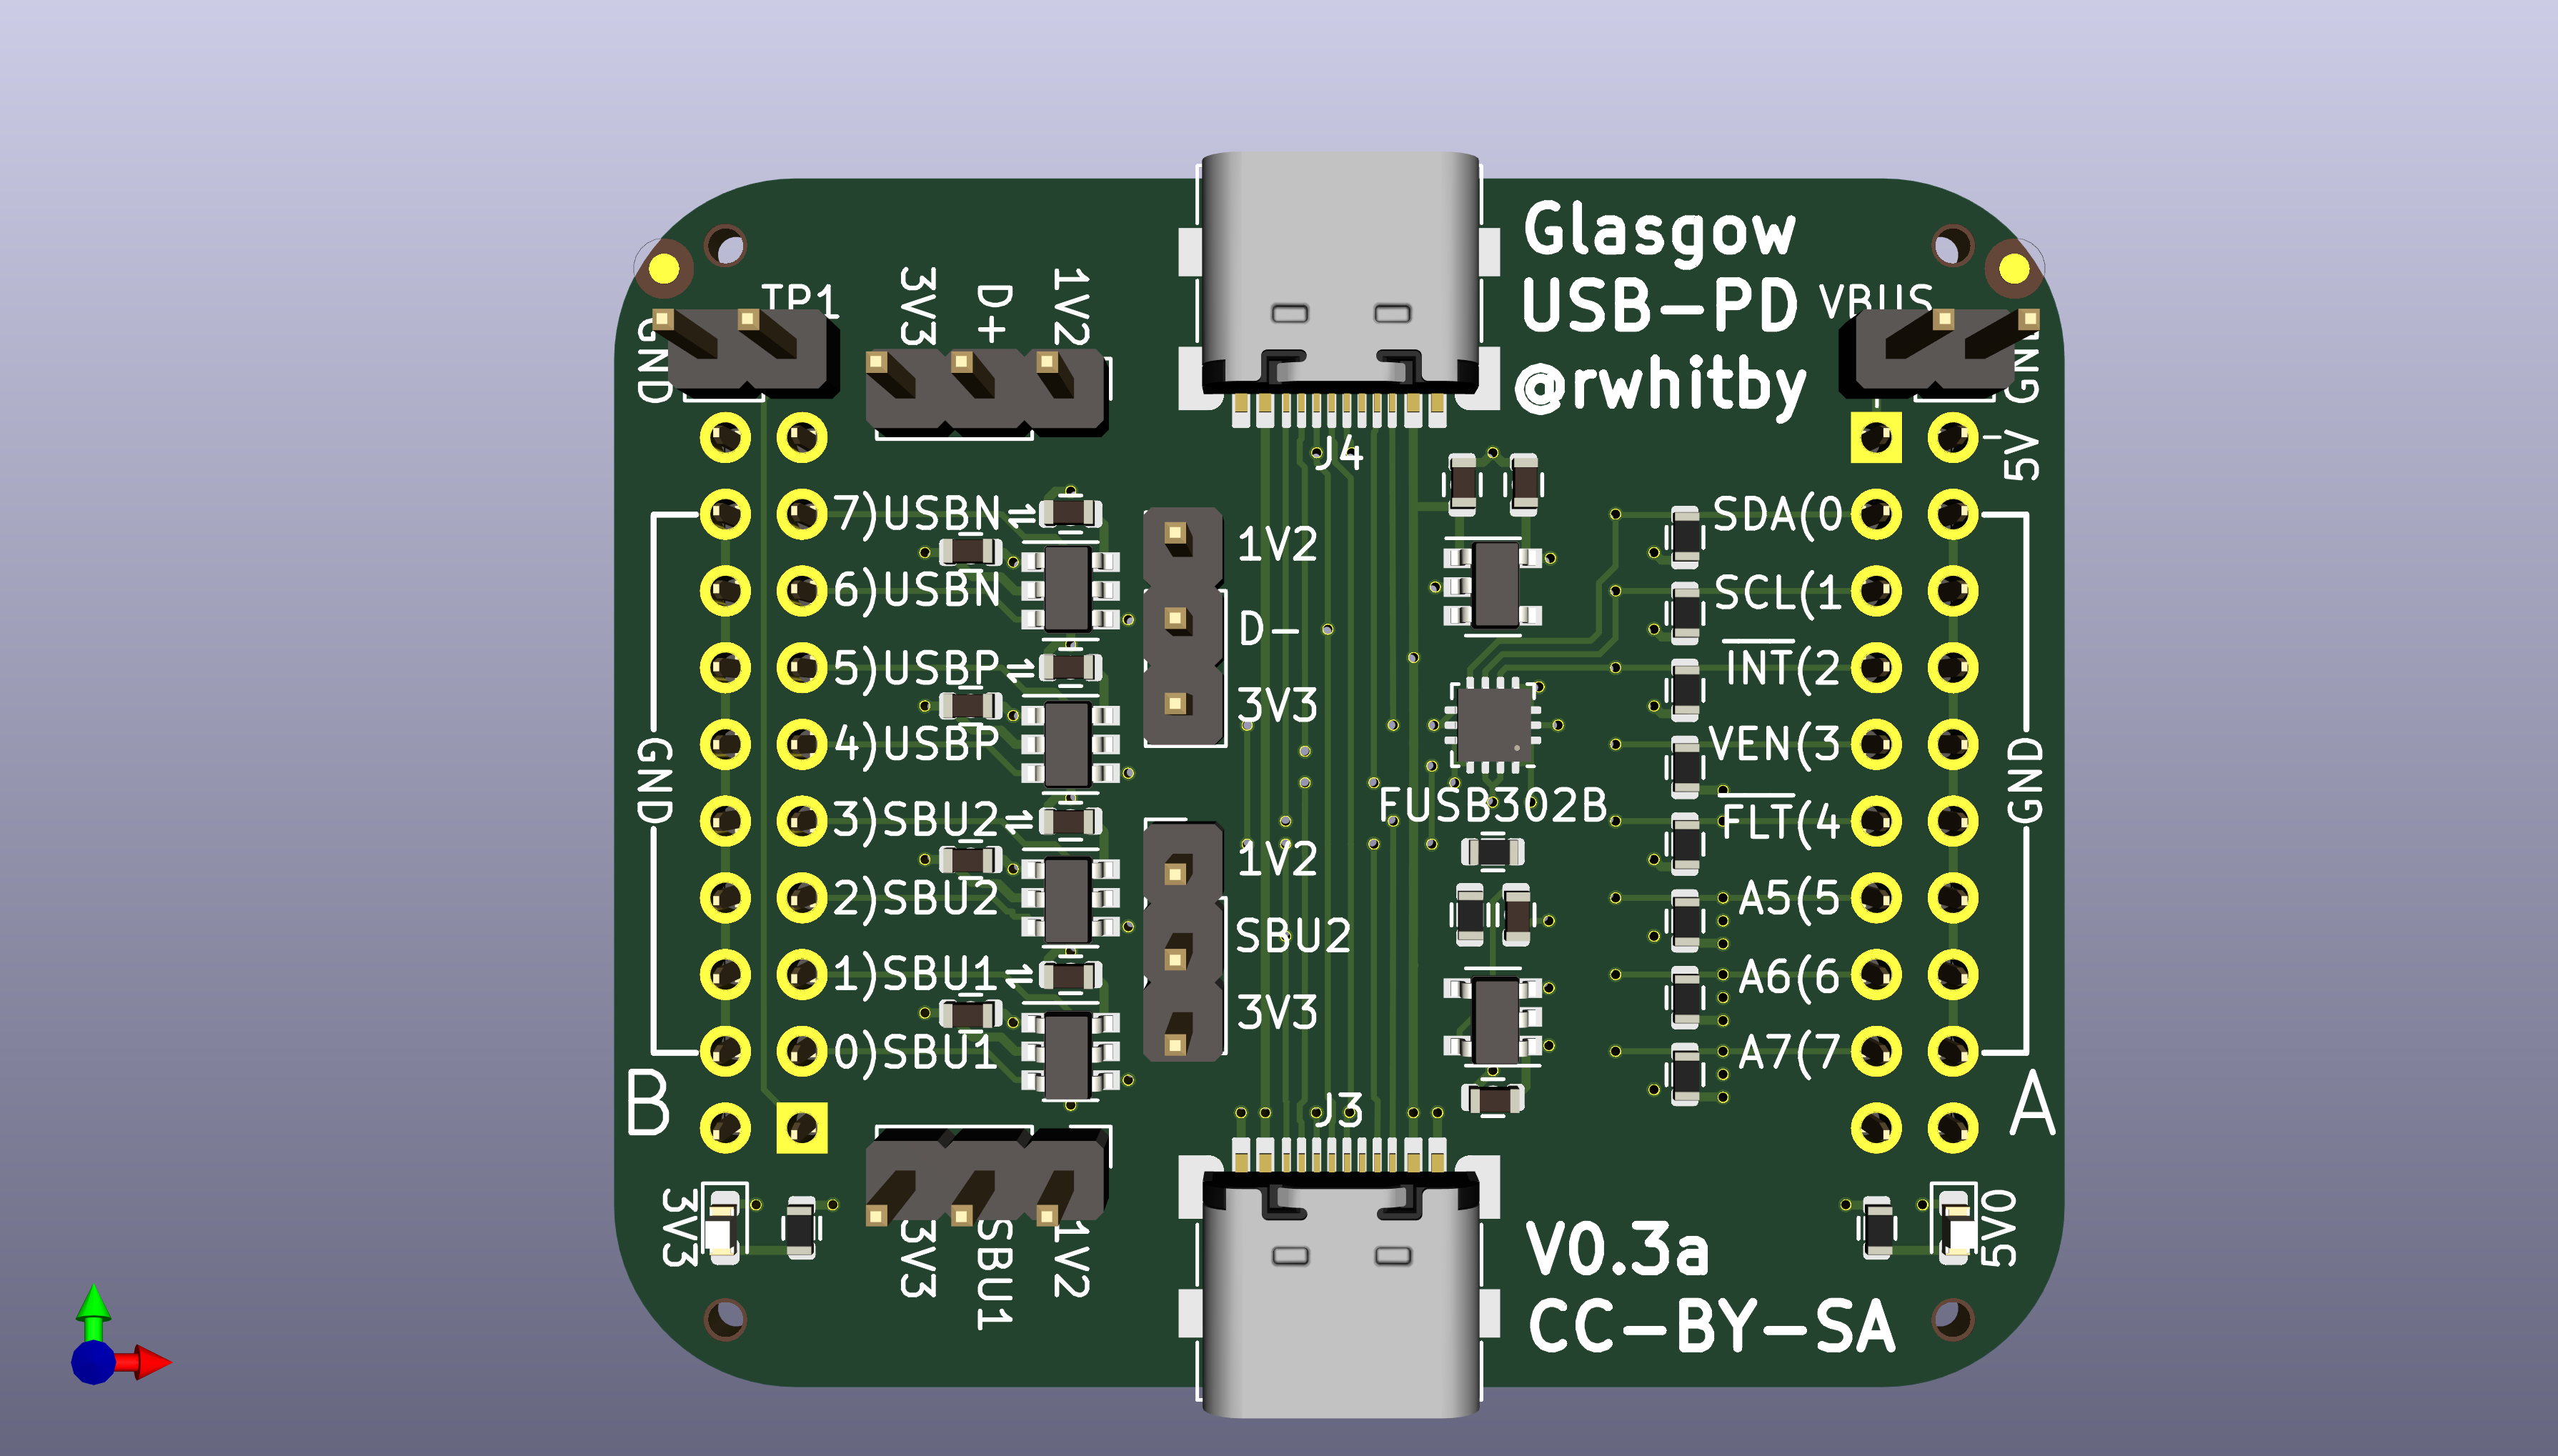 Glasgow
USB-PD
@rwhitby
TP1
GND
3V3
D+
1V2
VBUS
GND
5V
J4
7)USBN⇌
6)USBN
5)USBP⇌
4)USBP
3)SBU2⇌
2)SBU2
1)SBU1⇌
0)SBU1
GND
B
1V2
D-
3V3
1V2
SBU2
3V3
FUSB302B
SDA(0
SCL(1
INT(2
VEN(3
FLT(4
A5(5
A6(6
A7(7
GND
A
J3
3V3
3V3
SBU1
1V2
5V0
V0.3a
CC-BY-SA